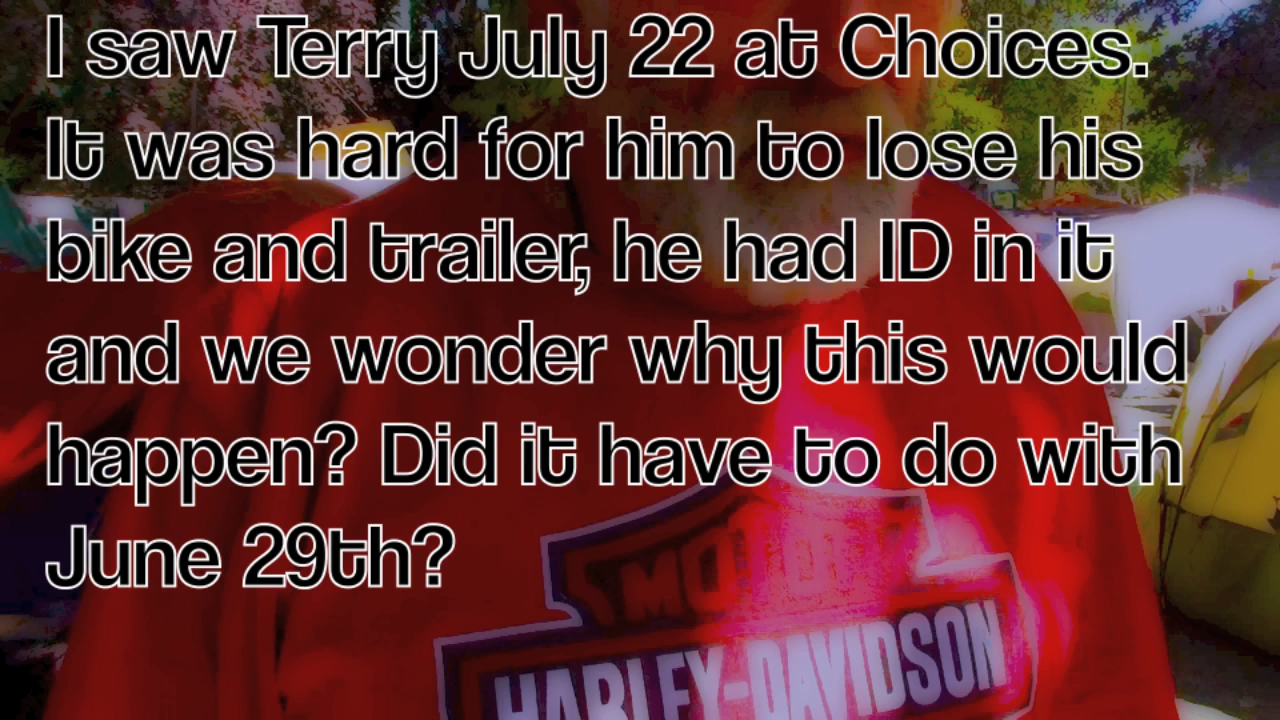 I saw Terry July 22 at Choices.
It was hard for him to lose his
bike and trailer, he had ID in it
and we wonder why this would
happen? Did it have to do with
June 29th?
MOTOR
HARLEY-DAVIDSON